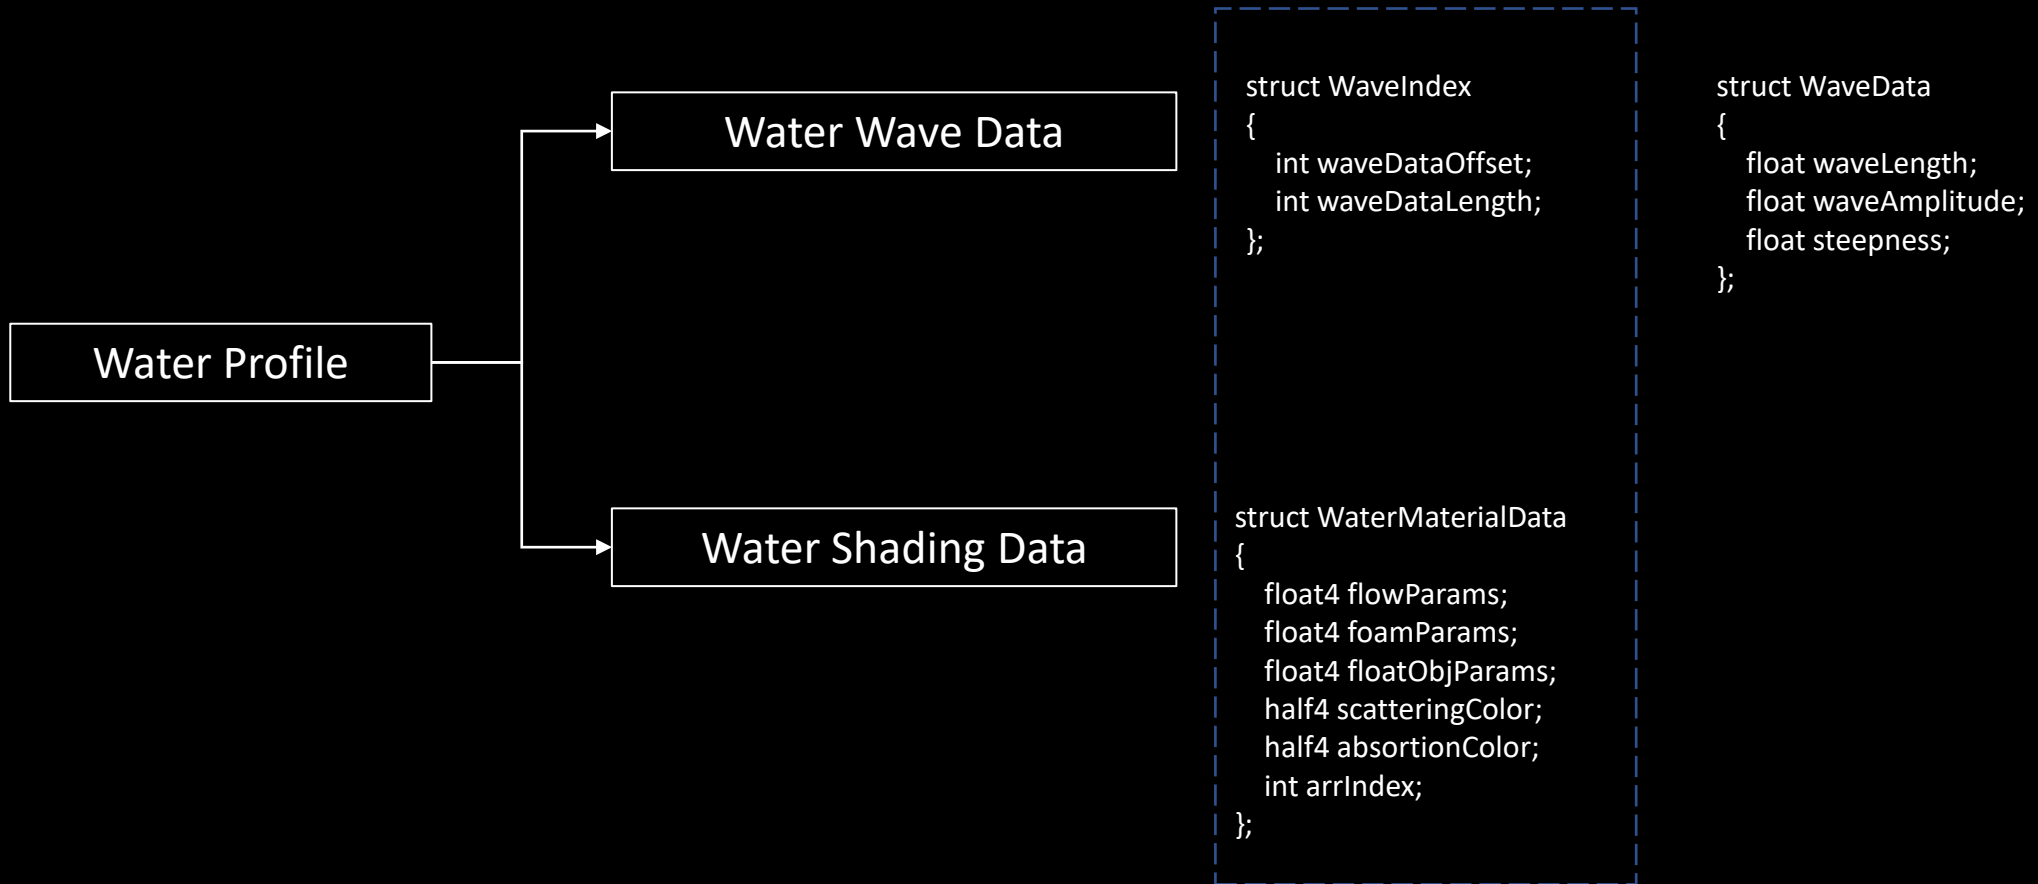 Water Profile
Water Wave Data
struct WaveIndex
{
int waveDataOffset;
int waveDataLength;
};
struct WaveData
{
float waveLength;
float waveAmplitude;
float steepness;
};
Water Shading Data
struct WaterMaterialData
{
float4 flowParams;
float4 foamParams;
float4 floatObjParams;
half4 scatteringColor;
half4 absortionColor;
int arrIndex;
};